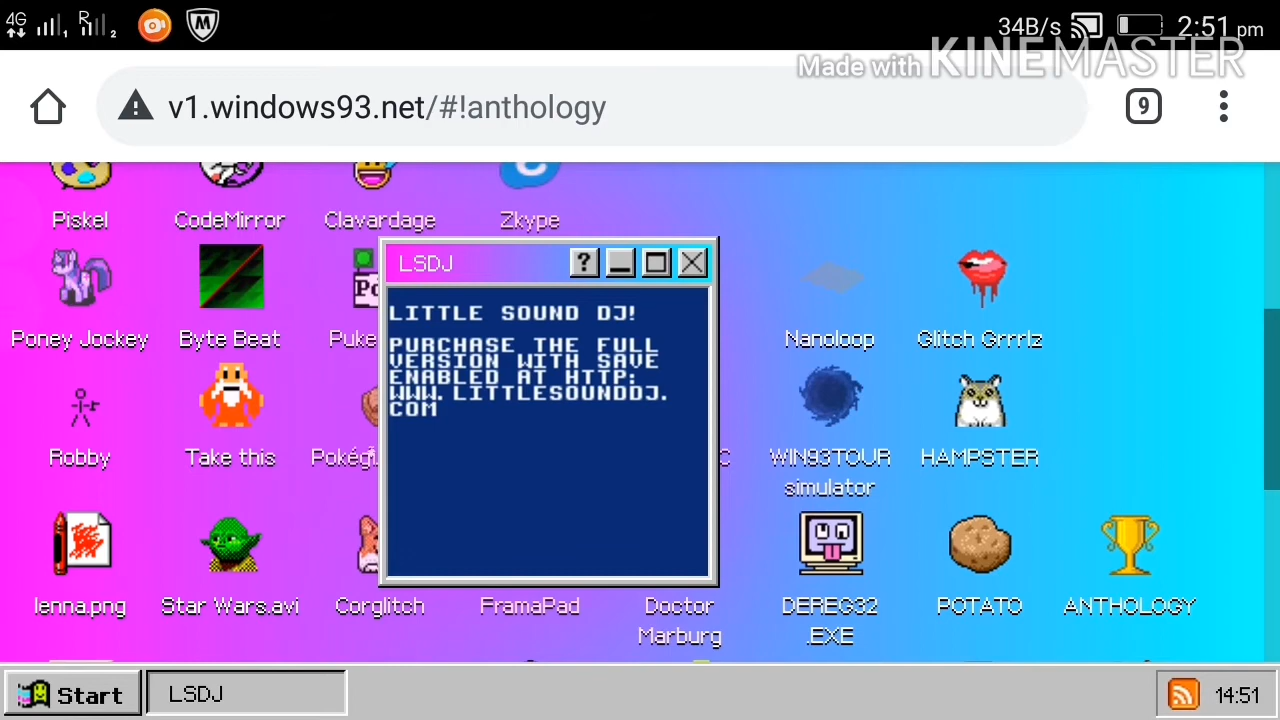 4G 1 R 2 34B/s 2:51 pm
Made with KINEMASTER
v1.windows93.net/#!anthology 9
Piskel CodeMirror Clavardage Zkype
LSDJ ?
LITTLE SOUND DJ!
PURCHASE THE FULL
VERSION WITH SAVE
ENABLED AT HTTP:
WWW.LITTLESOUNDDJ.
COM
Poney Jockey Byte Beat Puke Nanoloop Glitch Grrrlz
Robby Take this C WIN93TOUR HAMPSTER
simulator
lenna.png Star Wars.avi Corglitch FramaPad Doctor DEREG32 POTATO ANTHOLOGY
Marburg .EXE
Start LSDJ 14:51